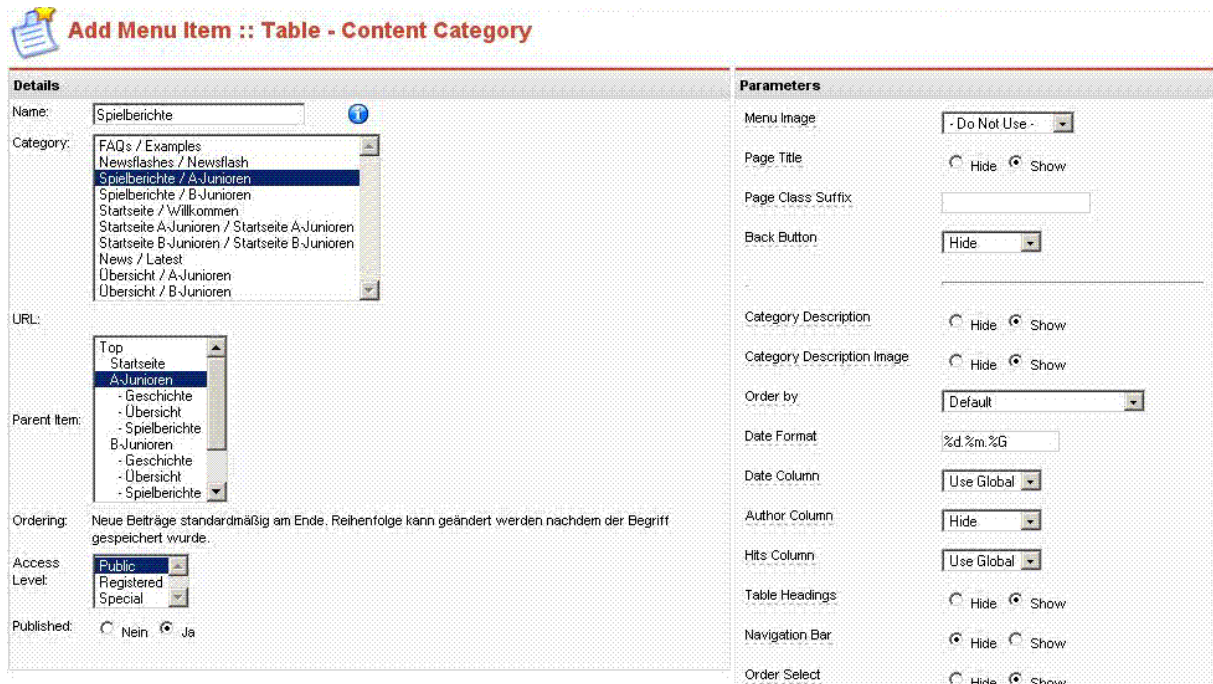 Add Menu Item :: Table - Content Category
Details
Name:
Spielberichte
Category:
FAQs / Examples
Newsflashes / Newsflash
Spielberichte / A-Junioren
Spielberichte / B-Junioren
Startseite / Willkommen
Startseite A-Junioren / Startseite A-Junioren
Startseite B-Junioren / Startseite B-Junioren
News / Latest
Übersicht / A-Junioren
Übersicht / B-Junioren
URL:
Parent Item:
Top
Startseite
A-Junioren
- Geschichte
- Übersicht
- Spielberichte
B-Junioren
- Geschichte
- Übersicht
- Spielberichte
Ordering:
Neue Beiträge standardmäßig am Ende. Reihenfolge kann geändert werden nachdem der Begriff
gespeichert wurde.
Access
Level:
Public
Registered
Special
Published:
Nein Ja
Parameters
Menu Image
- Do Not Use -
Page Title
Hide Show
Page Class Suffix
Back Button
Hide
.
Category Description
Hide Show
Category Description Image
Hide Show
Order by
Default
Date Format
%d.%m.%G
Date Column
Use Global
Author Column
Hide
Hits Column
Use Global
Table Headings
Hide Show
Navigation Bar
Hide Show
Order Select
Hide Show